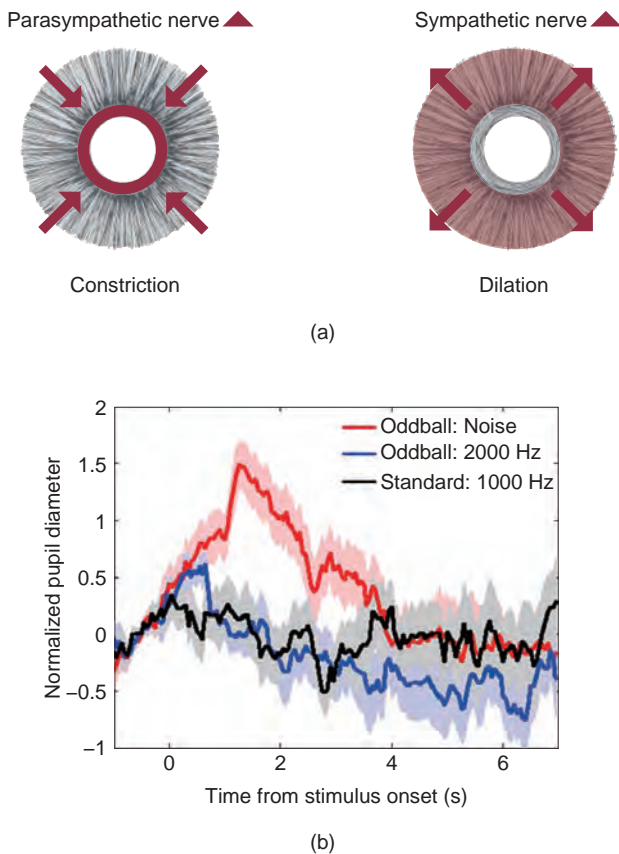 Parasympathetic nerve
Sympathetic nerve
Constriction
Dilation
(a)
2
1.5
1
0.5
0
−0.5
−1
Normalized pupil diameter
Oddball: Noise
Oddball: 2000 Hz
Standard: 1000 Hz
0 2 4 6
Time from stimulus onset (s)
(b)